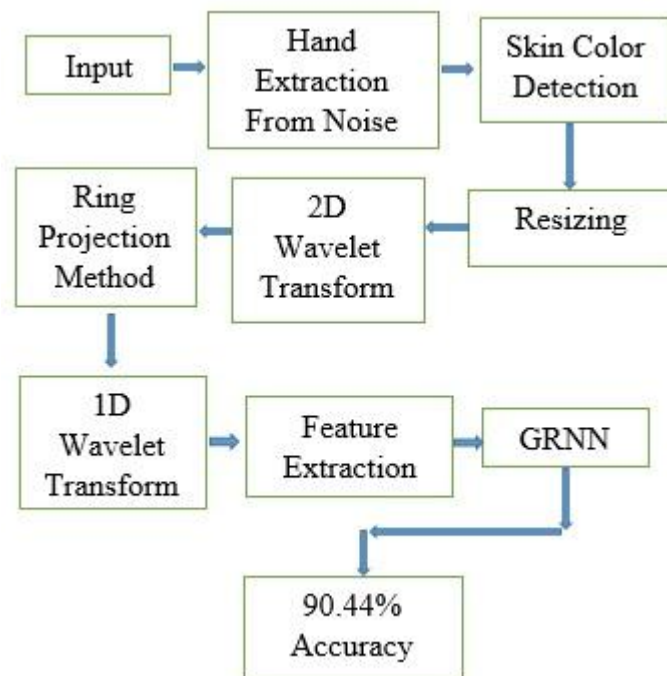 Input
Hand
Extraction
From Noise
Skin Color
Detection
Resizing
2D
Wavelet
Transform
Ring
Projection
Method
1D
Wavelet
Transform
Feature
Extraction
GRNN
90.44%
Accuracy